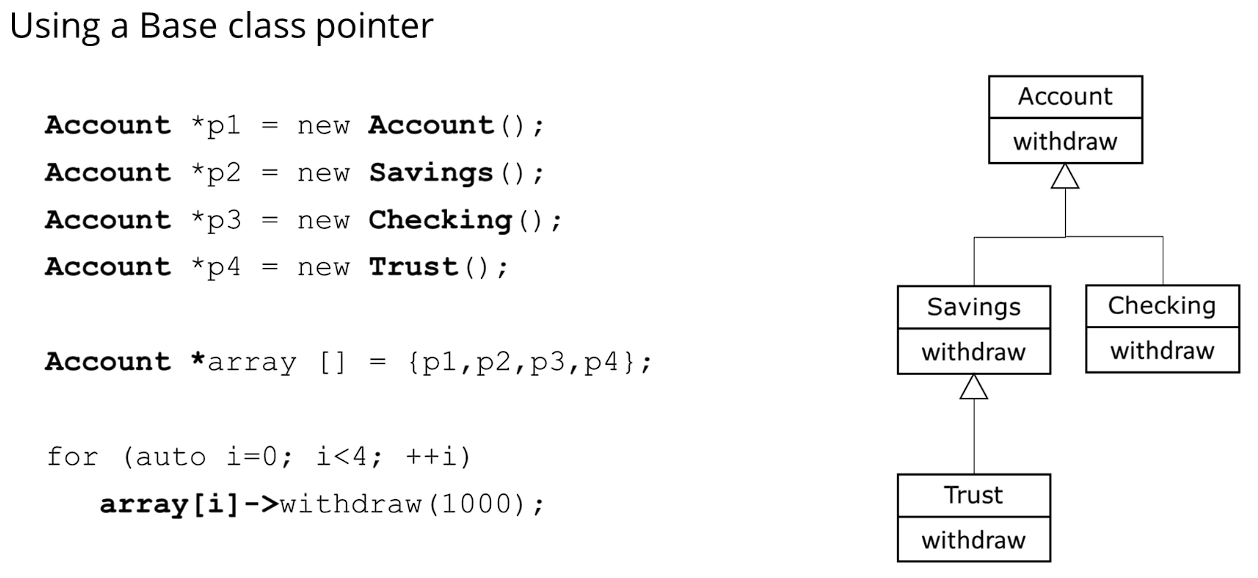 Using a Base class pointer
Account *p1 = new Account();
Account *p2 = new Savings();
Account *p3 = new Checking();
Account *p4 = new Trust();
Account *array [] = {p1,p2,p3,p4};
for (auto i=0; i<4; ++i)
array[i]->withdraw(1000);
Account
withdraw
Savings
withdraw
Checking
withdraw
Trust
withdraw